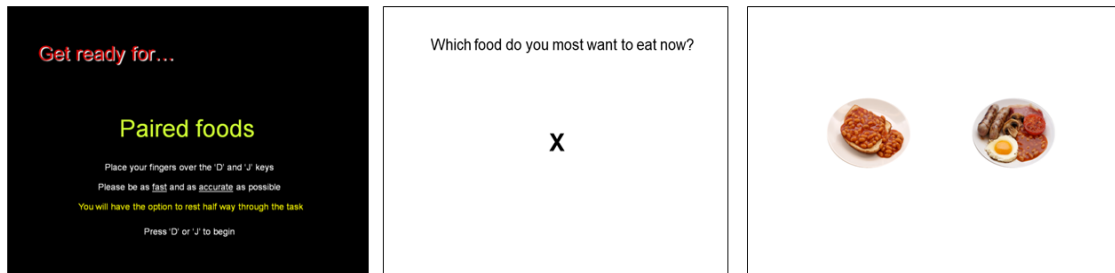 Get ready for…
Paired foods
Place your fingers over the 'D' and 'J' keys
Please be as fast and as accurate as possible
You will have the option to rest half way through the task
Press 'D' or 'J' to begin
Which food do you most want to eat now?
X